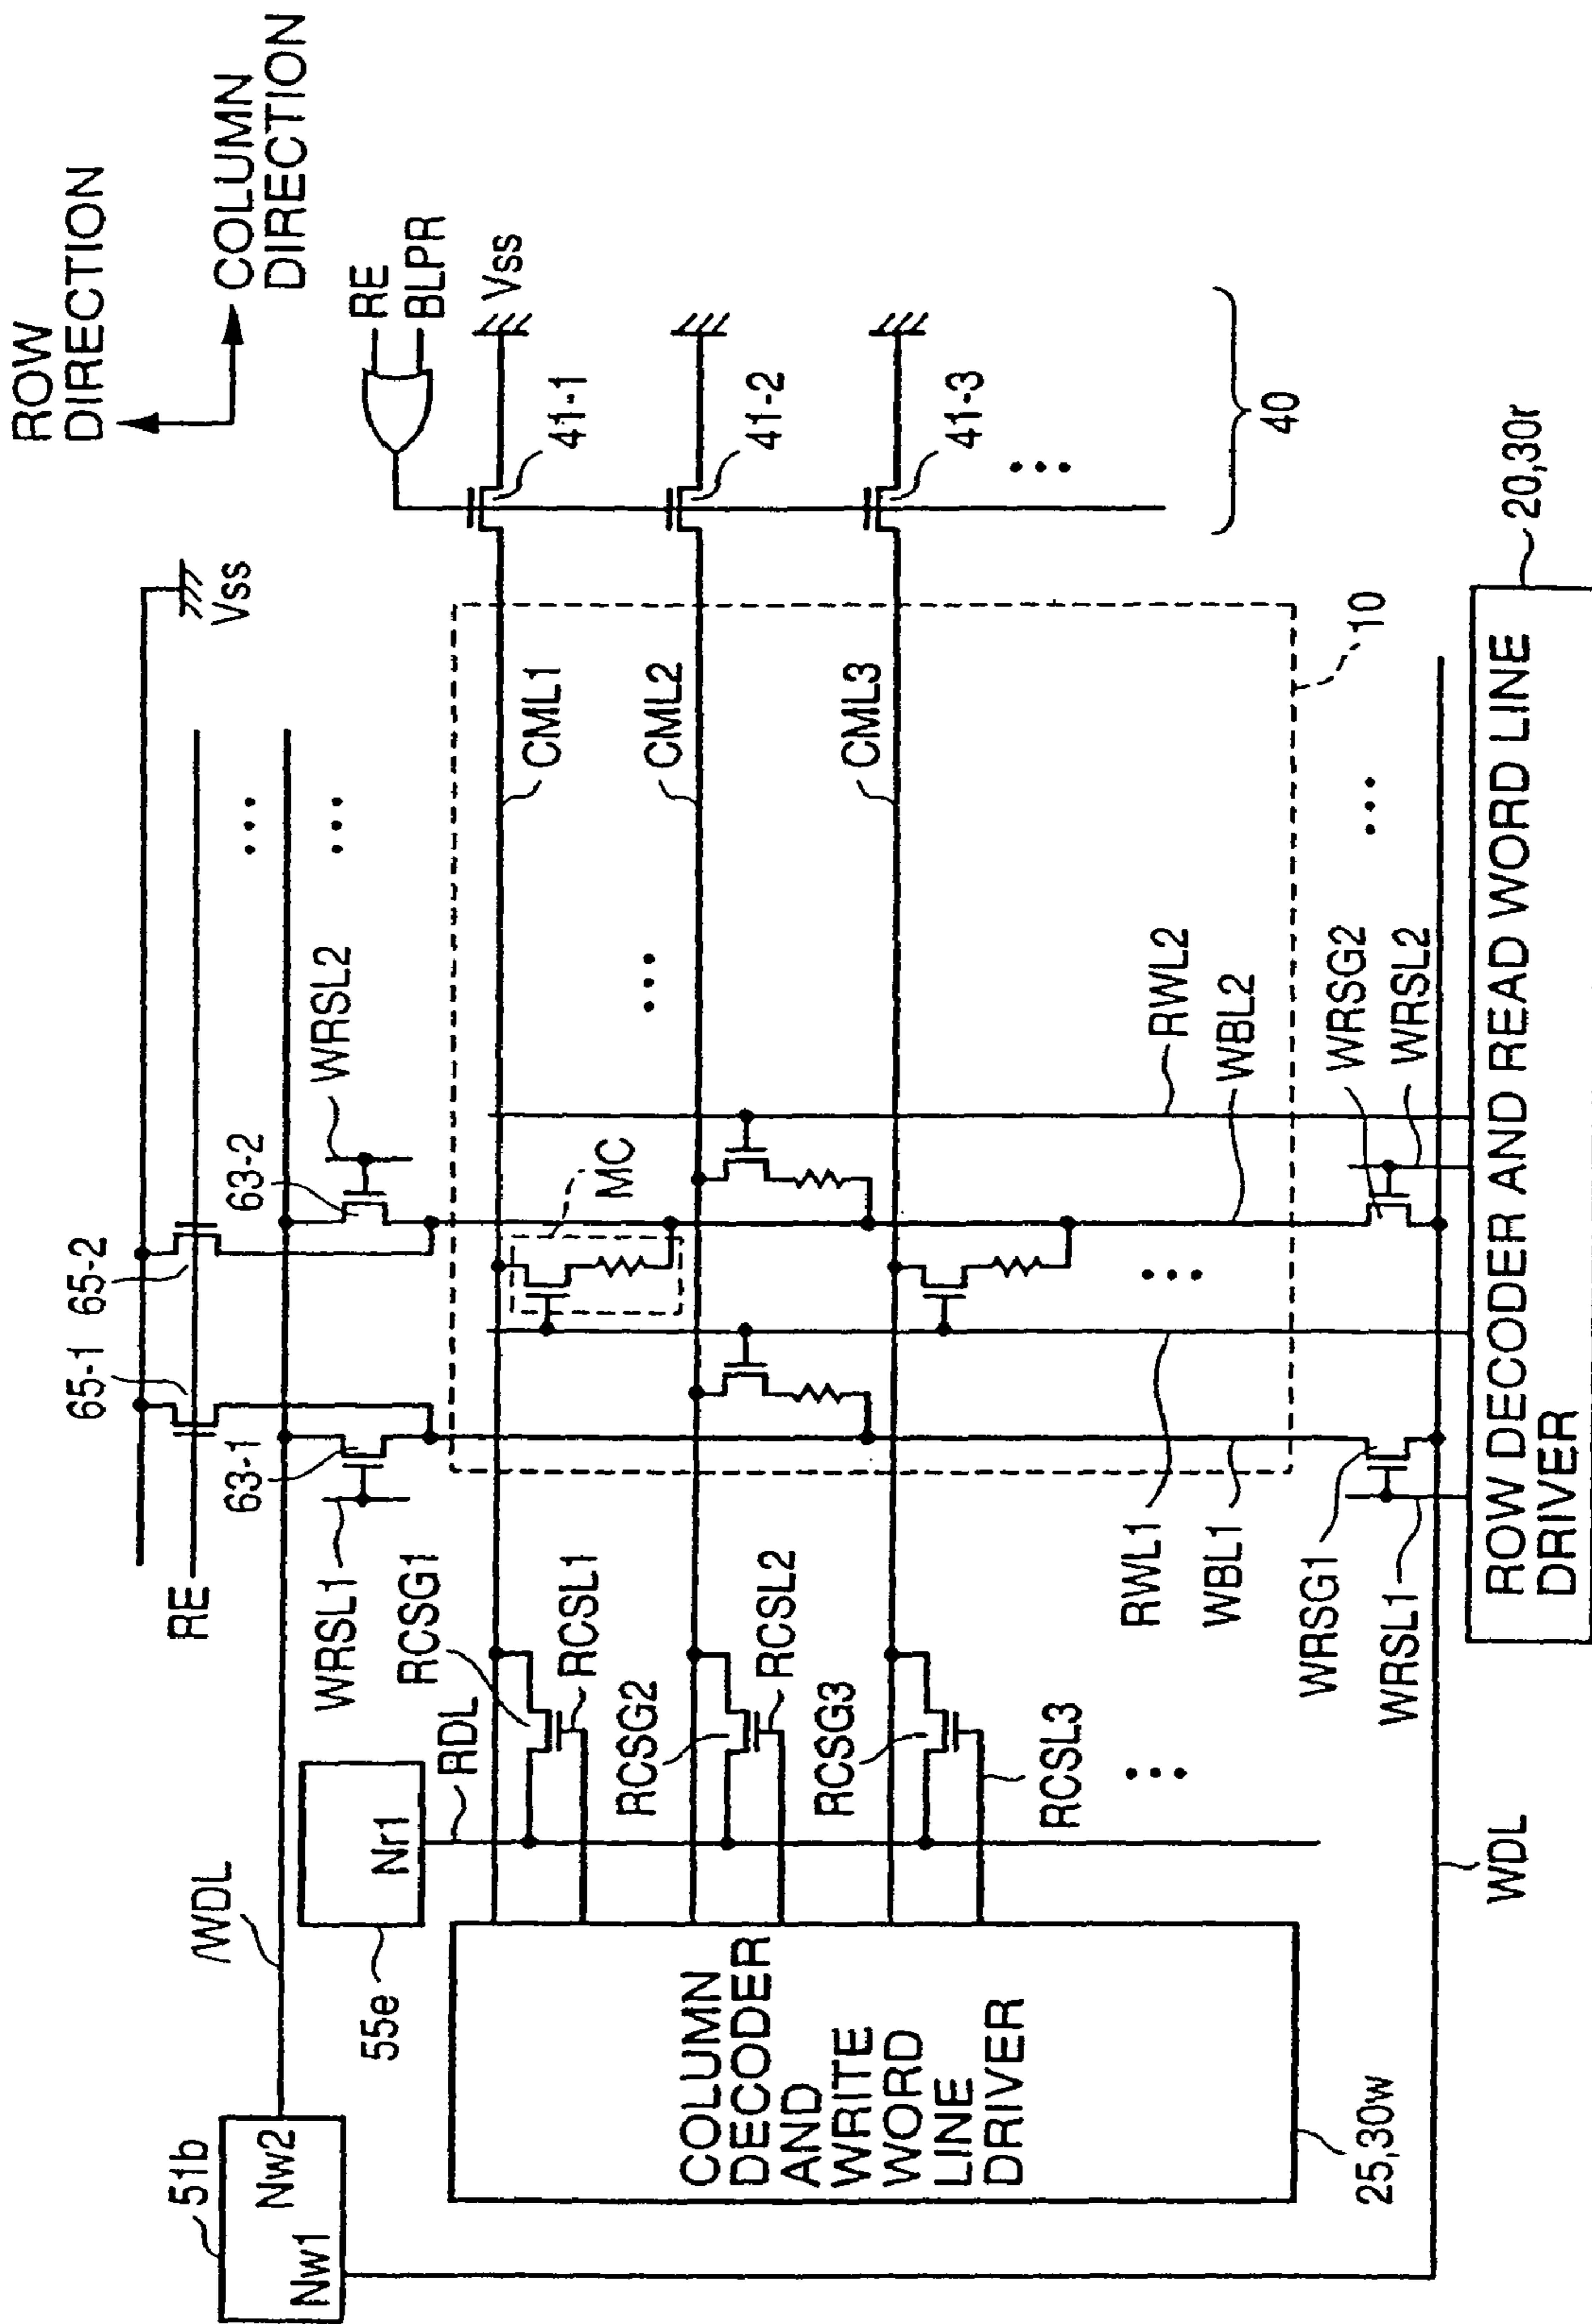 ROW
DIRECTION
COLUMN
DIRECTION
RE
BLPR
Vss
41-1
41-2
41-3
40
Vss
CML1
CML2
CML3
10
20,30r
WRSL2
63-2
65-2
65-1
63-1
MC
RWL2
WBL2
WRSG2
WRSL2
RE
WRSL1
RCSG1
RCSL1
RCSG2
RCSL2
RCSG3
RCSL3
RDL
RWL1
WBL1
WRSG1
WRSL1
ROW DECODER AND READ WORD LINE
DRIVER
/WDL
Nr1
55e
WDL
51b
Nw2
Nw1
COLUMN
DECODER
AND
WRITE
WORD
LINE
DRIVER
25,30w